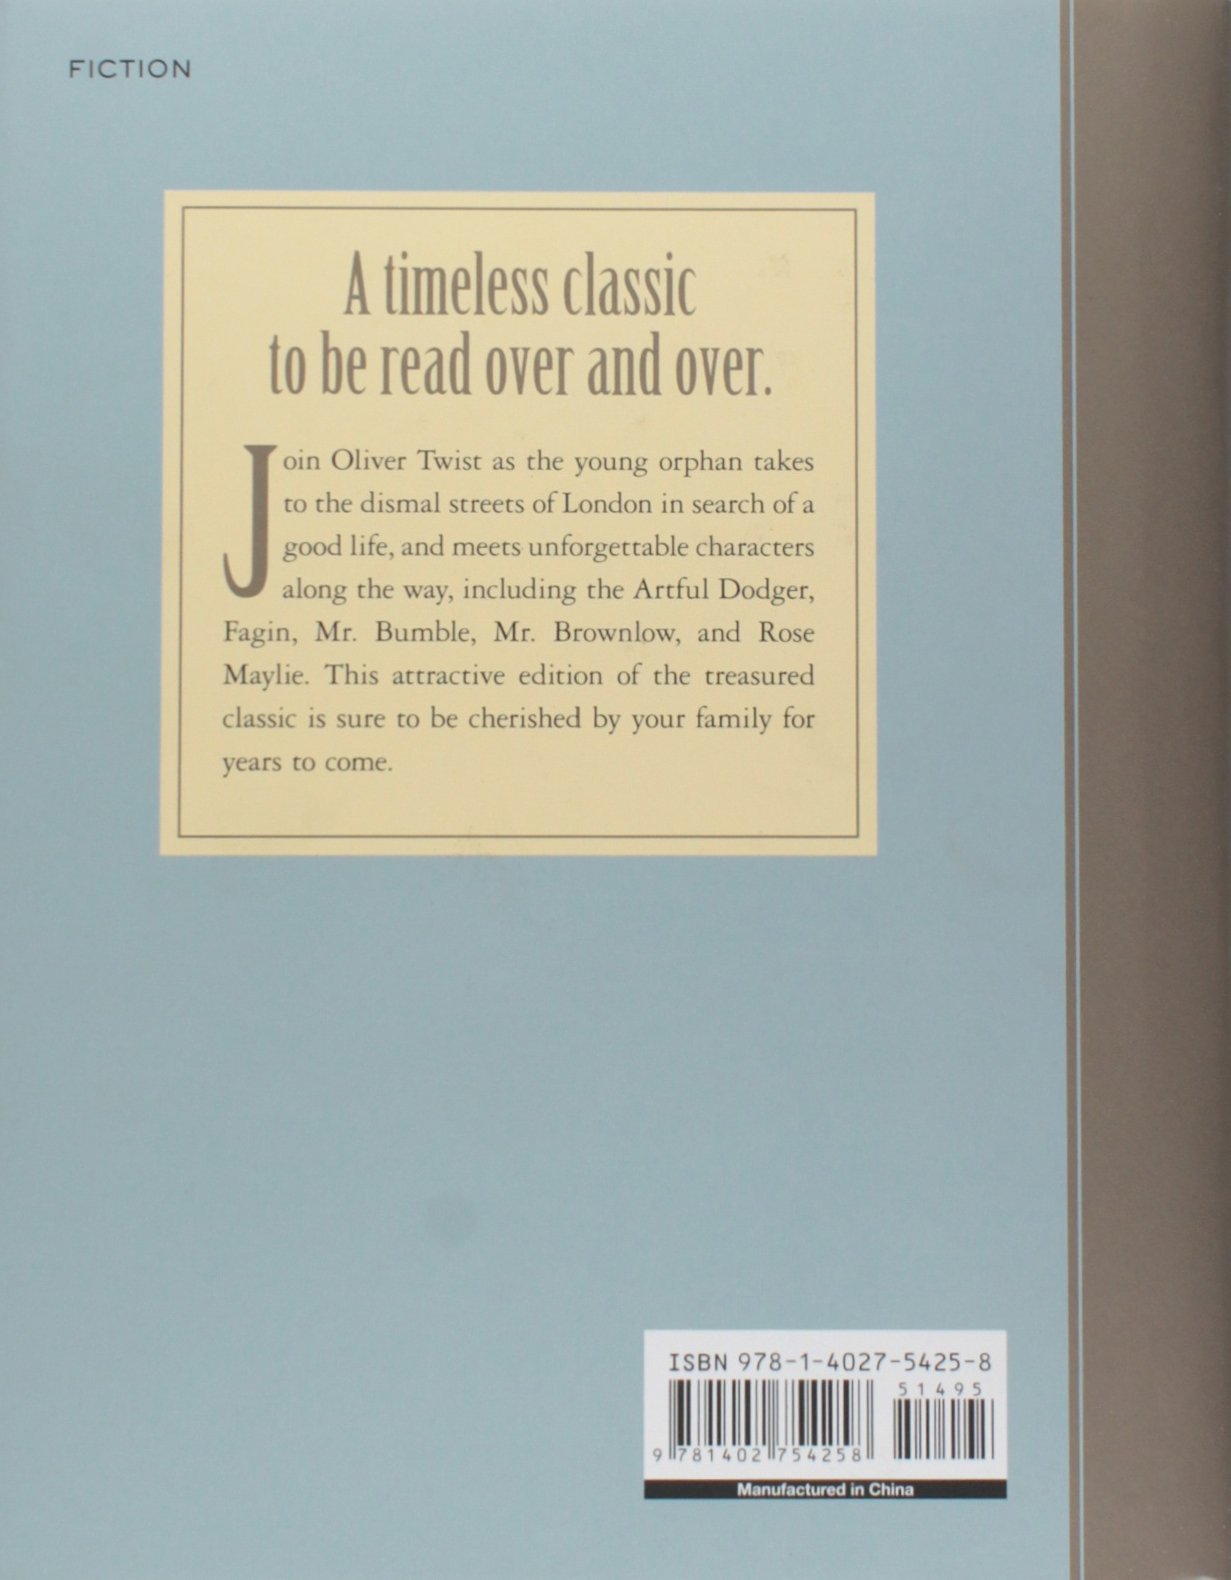 FICTION
A timeless classic
to be read over and over.
Join Oliver Twist as the young orphan takes
to the dismal streets of London in search of a
good life, and meets unforgettable characters
along the way, including the Artful Dodger,
Fagin, Mr. Bumble, Mr. Brownlow, and Rose
Maylie. This attractive edition of the treasured
classic is sure to be cherished by your family for
years to come.
ISBN 978-1-4027-5425-8
51495
9 781402 754258
Manufactured in China